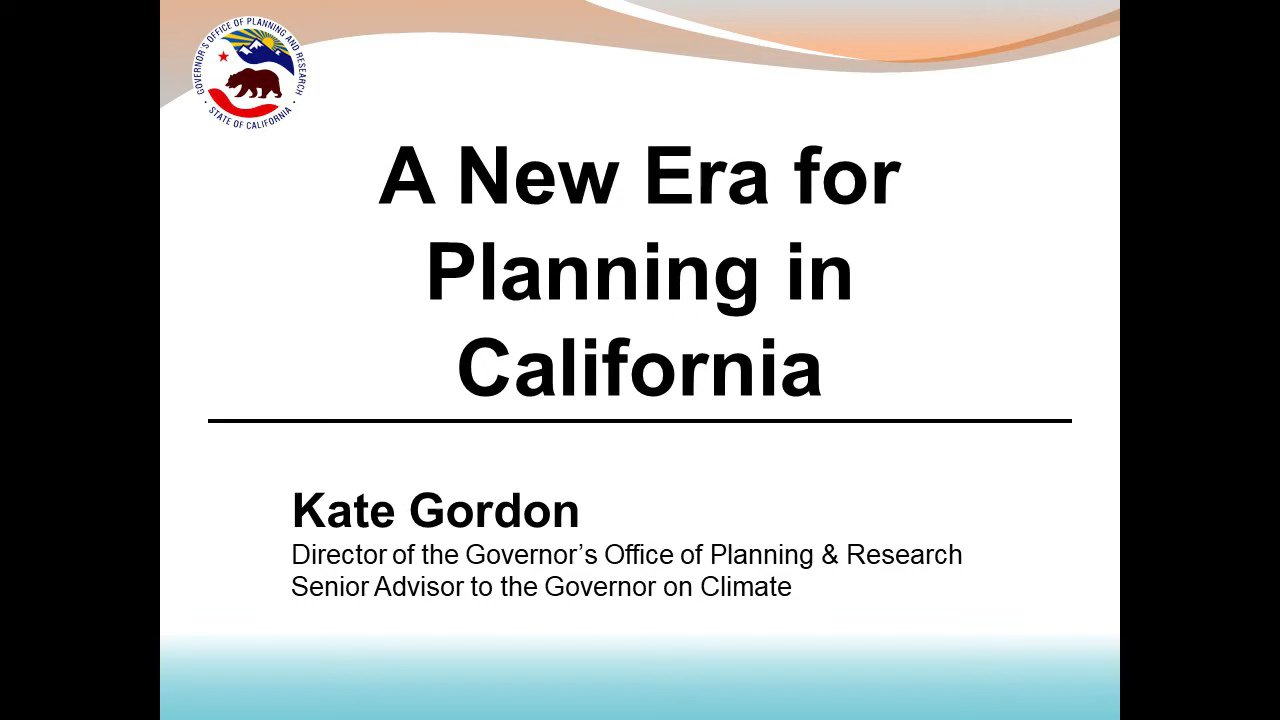 GOVERNOR'S OFFICE OF PLANNING AND RESEARCH
STATE OF CALIFORNIA
A New Era for
Planning in
California
Kate Gordon
Director of the Governor’s Office of Planning & Research
Senior Advisor to the Governor on Climate